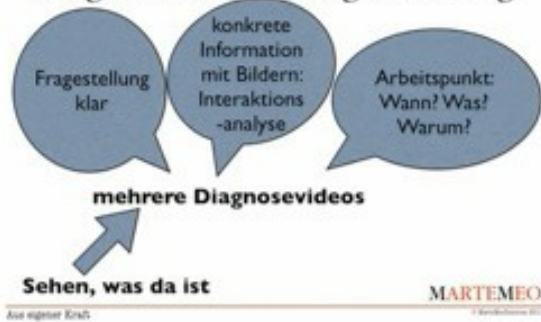 Fragestellung
klar
konkrete
Information
mit Bildern:
Interaktions
-analyse
Arbeitspunkt:
Wann? Was?
Warum?
mehrere Diagnosevideos
Sehen, was da ist
MARTEMEO
Aus eigener Kraft